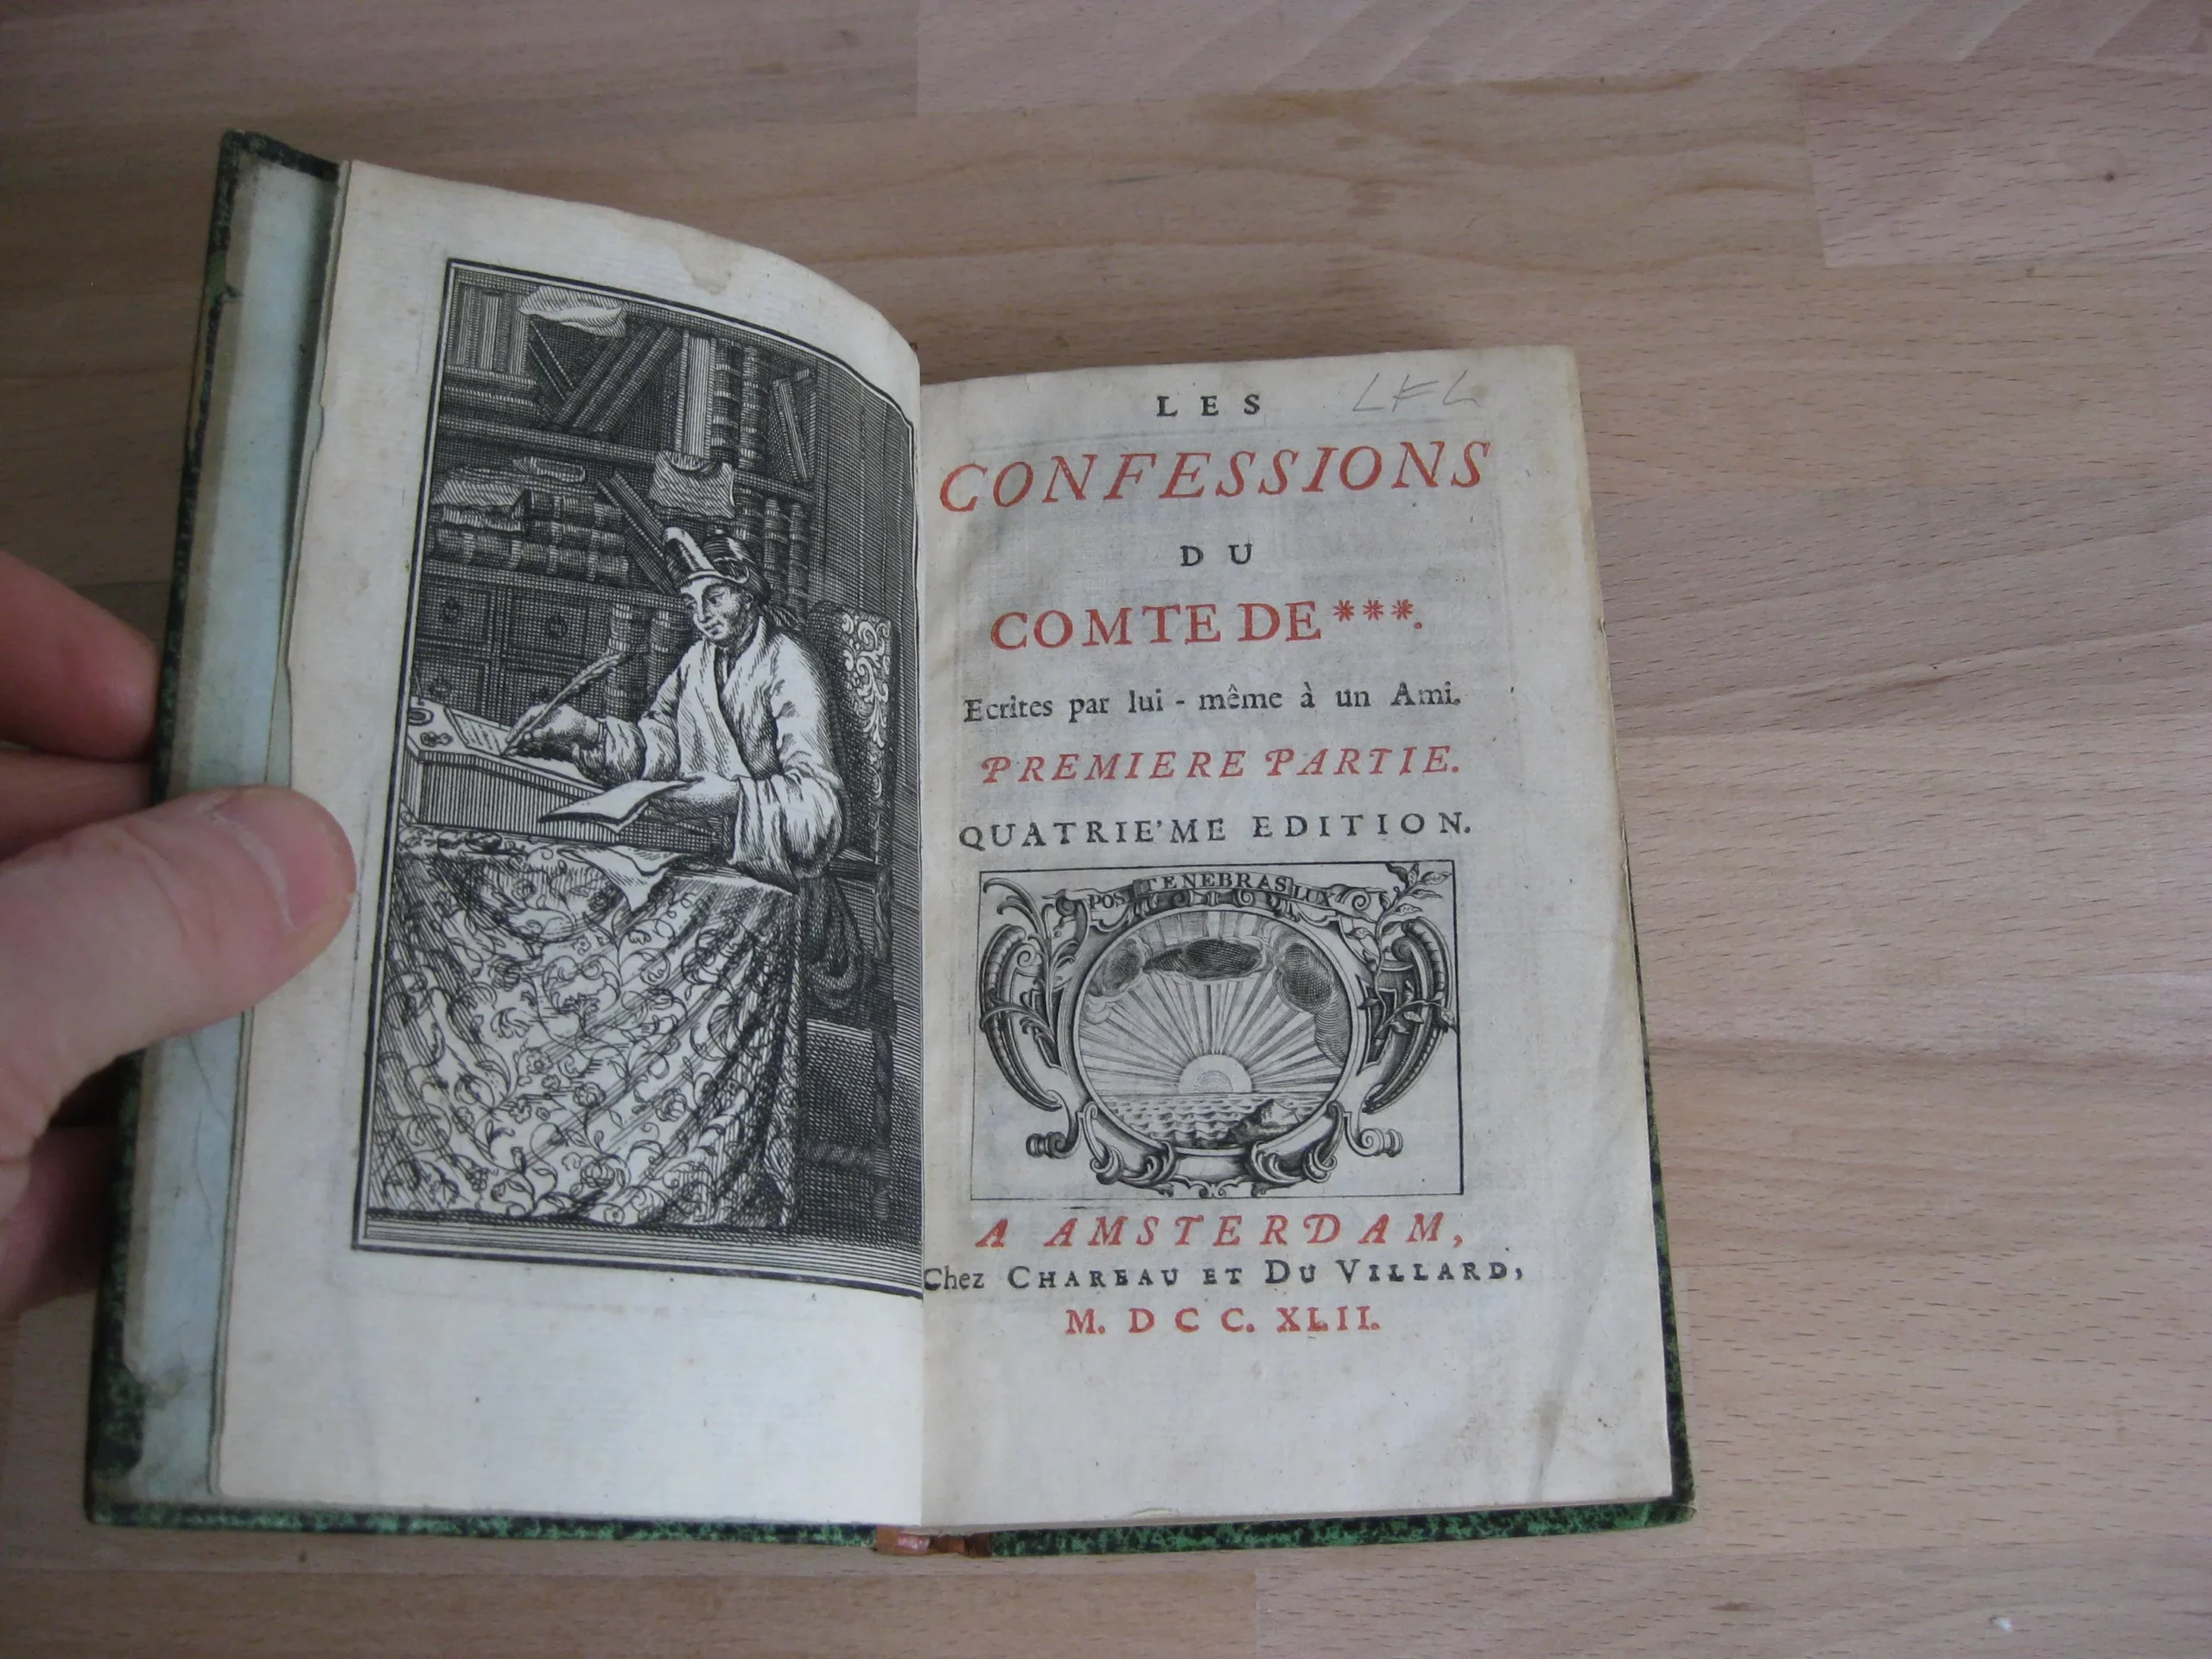 LES
LFL
CONFESSIONS
DU
COMTE DE ***.
Ecrites par lui - même à un Ami.
PREMIERE PARTIE.
QUATRIE'ME EDITION.
POST TENEBRAS LUX
A AMSTERDAM,
Chez CHAREAU ET DU VILLARD,
M. D C C. XLII.